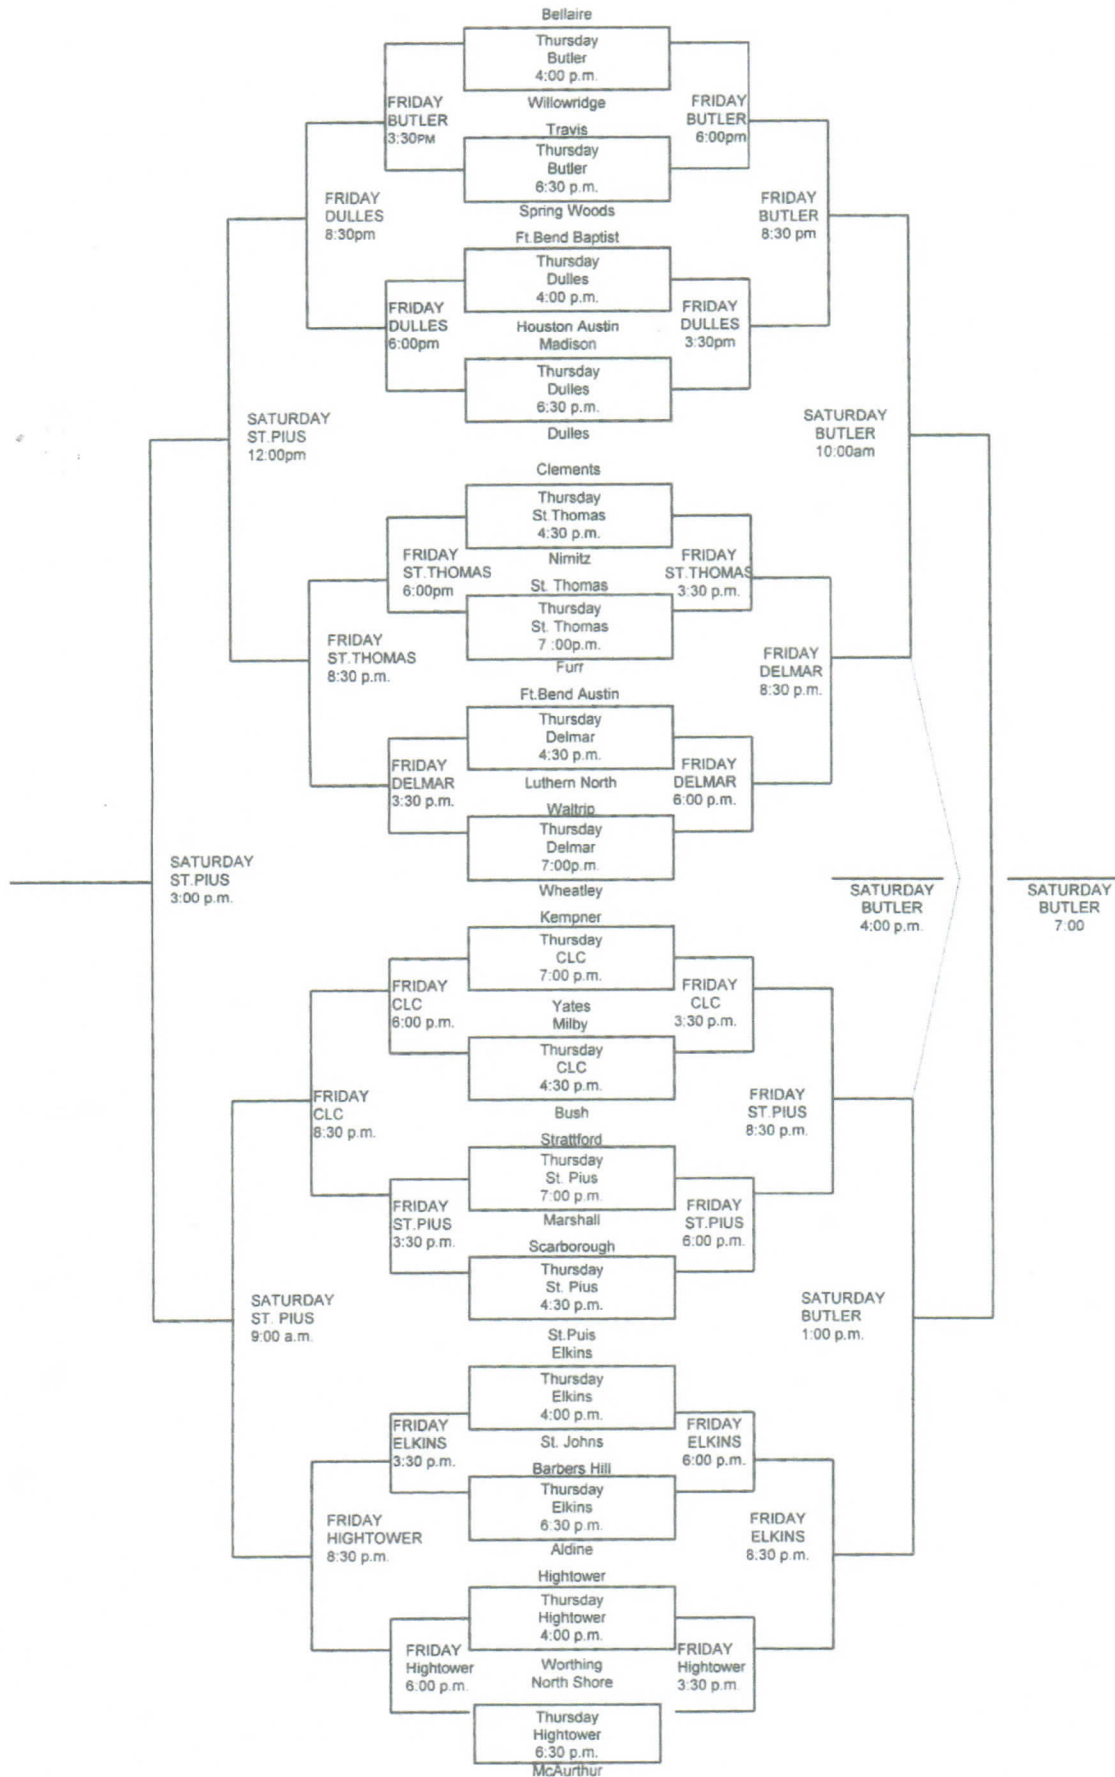 Bellaire
Thursday
Butler
4:00 p.m.
Willowridge
FRIDAY
BUTLER
3:30PM
FRIDAY
BUTLER
6:00pm
Travis
Thursday
Butler
6:30 p.m.
Spring Woods
FRIDAY
DULLES
8:30pm
FRIDAY
BUTLER
8:30 pm
Ft.Bend Baptist
Thursday
Dulles
4:00 p.m.
Houston Austin
FRIDAY
DULLES
6:00pm
FRIDAY
DULLES
3:30pm
Madison
Thursday
Dulles
6:30 p.m.
Dulles
SATURDAY
ST.PIUS
12:00pm
SATURDAY
BUTLER
10:00am
Clements
Thursday
St.Thomas
4:30 p.m.
Nimitz
FRIDAY
ST.THOMAS
6:00pm
FRIDAY
ST.THOMAS
3:30 p.m.
St. Thomas
Thursday
St. Thomas
7 :00p.m.
Furr
FRIDAY
ST.THOMAS
8:30 p.m.
FRIDAY
DELMAR
8:30 p.m.
Ft.Bend Austin
Thursday
Delmar
4:30 p.m.
Luthern North
FRIDAY
DELMAR
3:30 p.m.
FRIDAY
DELMAR
6:00 p.m.
Waltrip
Thursday
Delmar
7:00p.m.
Wheatley
SATURDAY
ST.PIUS
3:00 p.m.
SATURDAY
BUTLER
4:00 p.m.
SATURDAY
BUTLER
7:00
Kempner
Thursday
CLC
7:00 p.m.
Yates
FRIDAY
CLC
6:00 p.m.
FRIDAY
CLC
3:30 p.m.
Milby
Thursday
CLC
4:30 p.m.
Bush
FRIDAY
CLC
8:30 p.m.
FRIDAY
ST.PIUS
8:30 p.m.
Strattford
Thursday
St. Pius
7:00 p.m.
Marshall
FRIDAY
ST.PIUS
3:30 p.m.
FRIDAY
ST.PIUS
6:00 p.m.
Scarborough
Thursday
St. Pius
4:30 p.m.
St.Puis
SATURDAY
ST. PIUS
9:00 a.m.
SATURDAY
BUTLER
1:00 p.m.
Elkins
Thursday
Elkins
4:00 p.m.
St. Johns
FRIDAY
ELKINS
3:30 p.m.
FRIDAY
ELKINS
6:00 p.m.
Barbers Hill
Thursday
Elkins
6:30 p.m.
Aldine
FRIDAY
HIGHTOWER
8:30 p.m.
FRIDAY
ELKINS
8:30 p.m.
Hightower
Thursday
Hightower
4:00 p.m.
Worthing
FRIDAY
Hightower
6:00 p.m.
FRIDAY
Hightower
3:30 p.m.
North Shore
Thursday
Hightower
6:30 p.m.
McAurthur